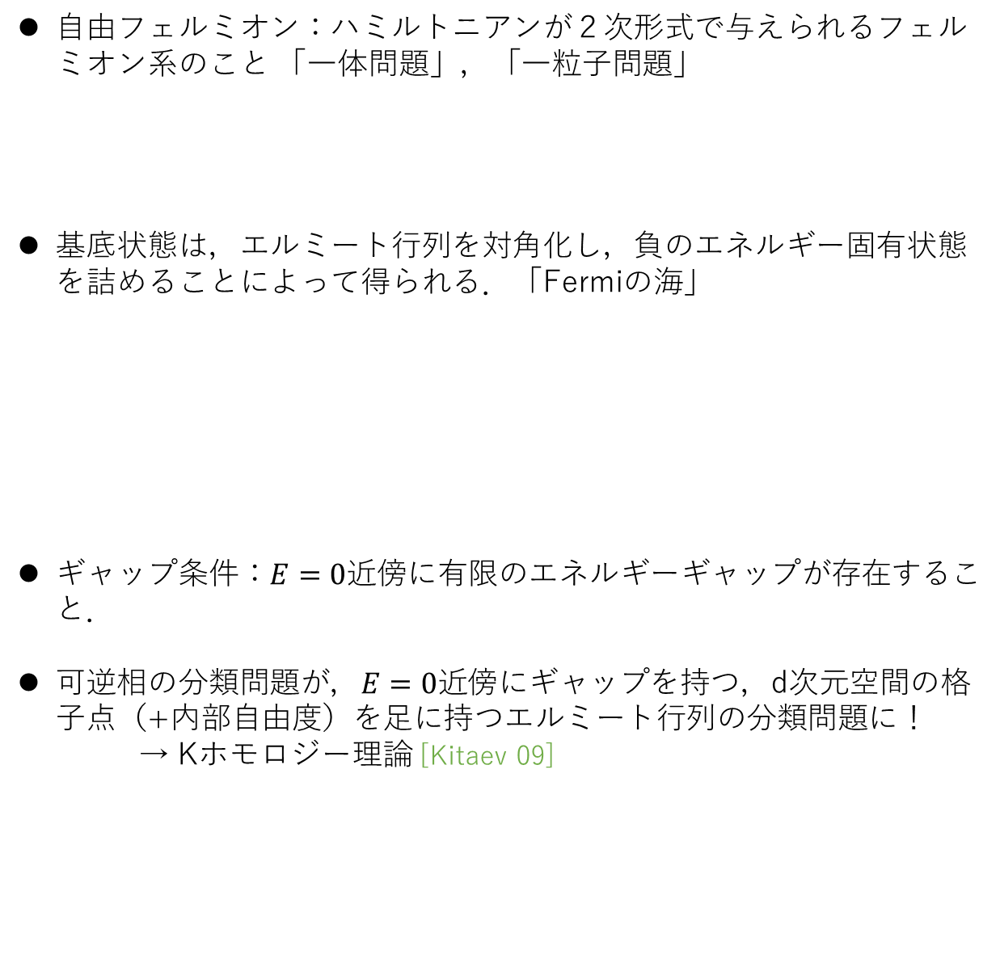 ● 自由フェルミオン：ハミルトニアンが２次形式で与えられるフェル
ミオン系のこと 「一体問題」, 「一粒子問題」
● 基底状態は，エルミート行列を対角化し，負のエネルギー固有状態
を詰めることによって得られる．「Fermiの海」
● ギャップ条件：E = 0近傍に有限のエネルギーギャップが存在するこ
と．
● 可逆相の分類問題が，E = 0近傍にギャップを持つ，d次元空間の格
子点（+内部自由度）を足に持つエルミート行列の分類問題に！
→ Kホモロジー理論 [Kitaev 09]